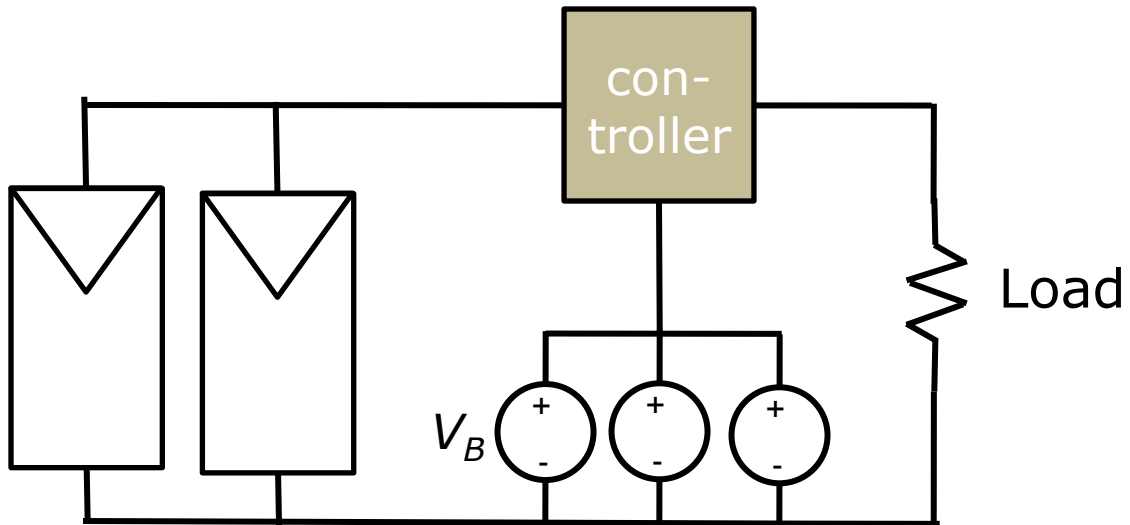 con-
troller
Load
V_B
+
+
+
-
-
-